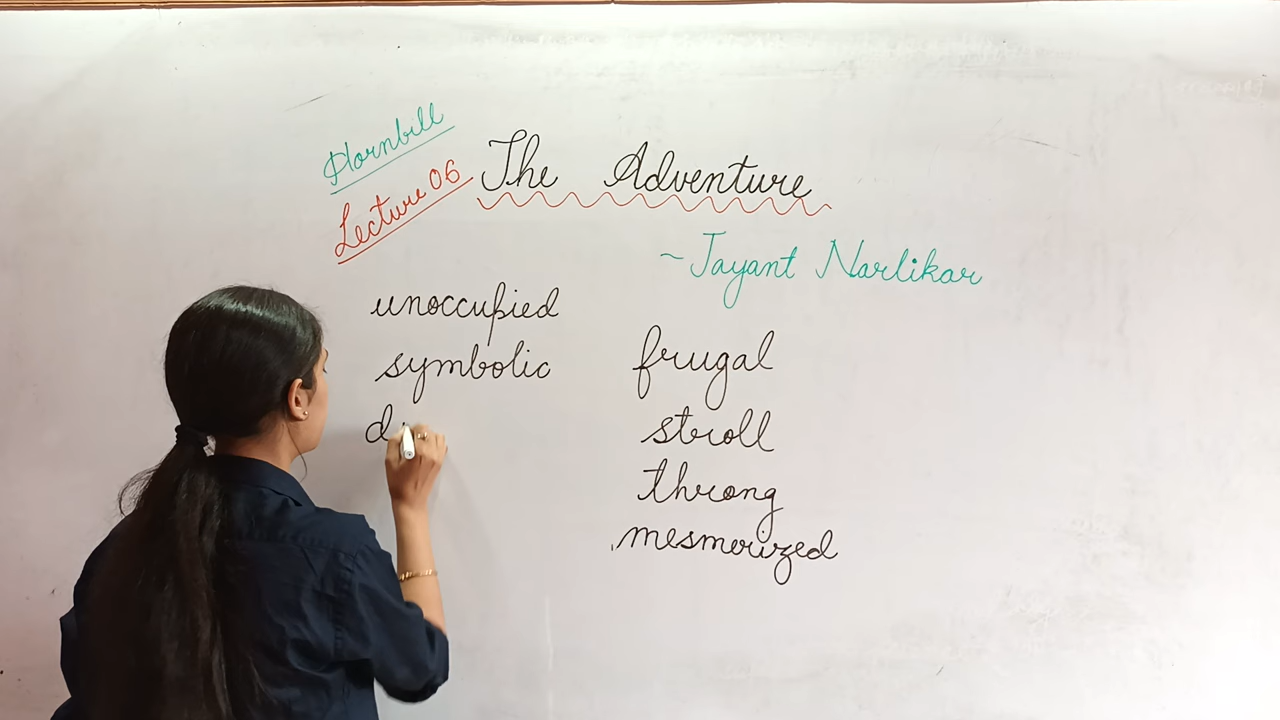 Hornbill
Lecture 06
The Adventure
~Jayant Narlikar
unoccupied
symbolic
frugal
stroll
throng
mesmerized